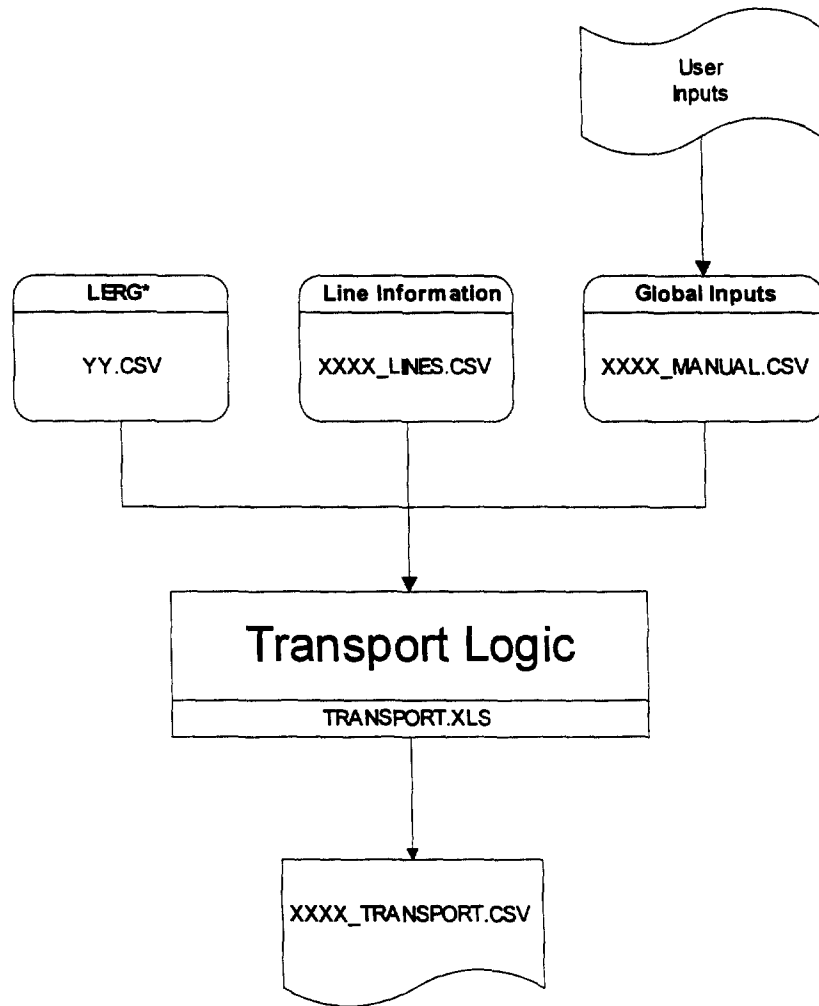 User
Inputs
LERG*
Line Information
Global Inputs
YY.CSV
XXXX_LINES.CSV
XXXX_MANUAL.CSV
Transport Logic
TRANSPORT.XLS
XXXX_TRANSPORT.CSV